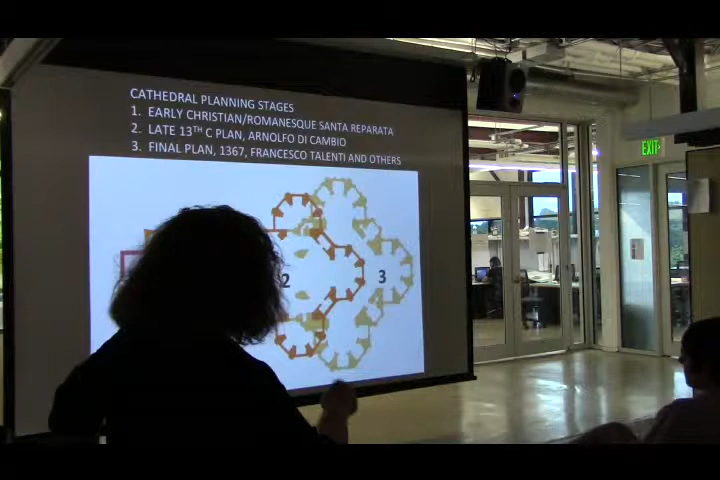 CATHEDRAL PLANNING STAGES
1. EARLY CHRISTIAN/ROMANESQUE SANTA REPARATA
2. LATE 13TH C PLAN, ARNOLFO DI CAMBIO
3. FINAL PLAN, 1367, FRANCESCO TALENTI AND OTHERS
2
3
EXIT